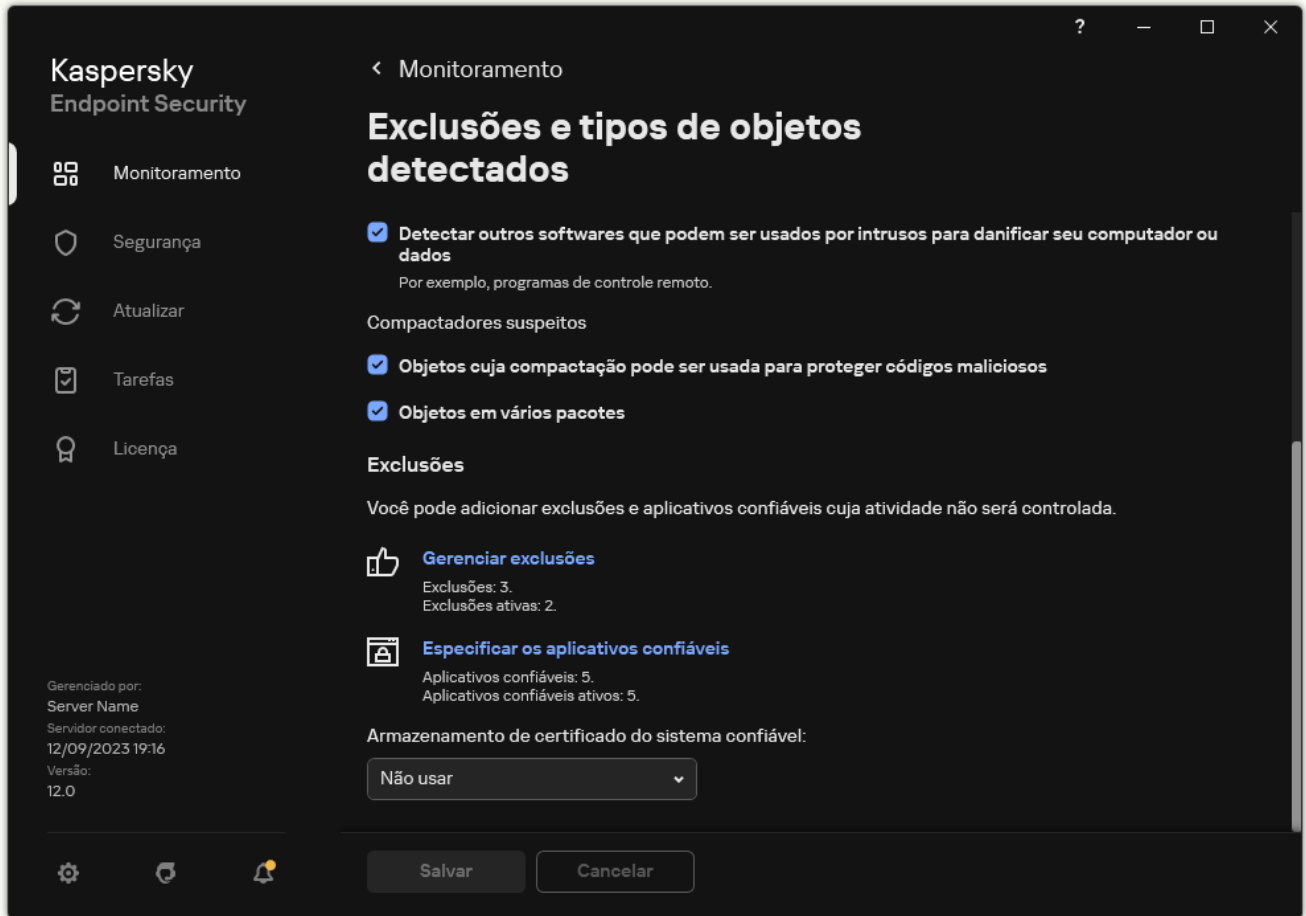 ?
Kaspersky
Endpoint Security
Monitoramento
Segurança
Atualizar
Tarefas
Licença
Gerenciado por:
Server Name
Servidor conectado:
12/09/2023 19:16
Versão:
12.0
Monitoramento
Exclusões e tipos de objetos
detectados
Detectar outros softwares que podem ser usados por intrusos para danificar seu computador ou
dados
Por exemplo, programas de controle remoto.
Compactadores suspeitos
Objetos cuja compactação pode ser usada para proteger códigos maliciosos
Objetos em vários pacotes
Exclusões
Você pode adicionar exclusões e aplicativos confiáveis cuja atividade não será controlada.
Gerenciar exclusões
Exclusões: 3.
Exclusões ativas: 2.
Especificar os aplicativos confiáveis
Aplicativos confiáveis: 5.
Aplicativos confiáveis ativos: 5.
Armazenamento de certificado do sistema confiável:
Não usar
Salvar
Cancelar